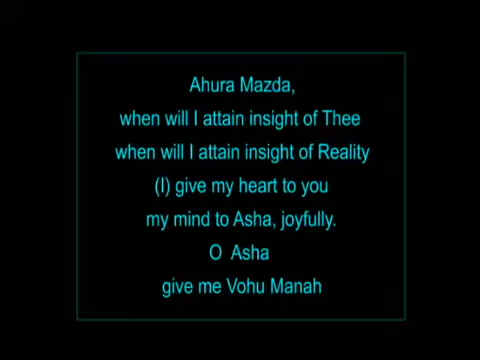 Ahura Mazda,
when will I attain insight of Thee
when will I attain insight of Reality
(I) give my heart to you
my mind to Asha, joyfully.
O Asha
give me Vohu Manah